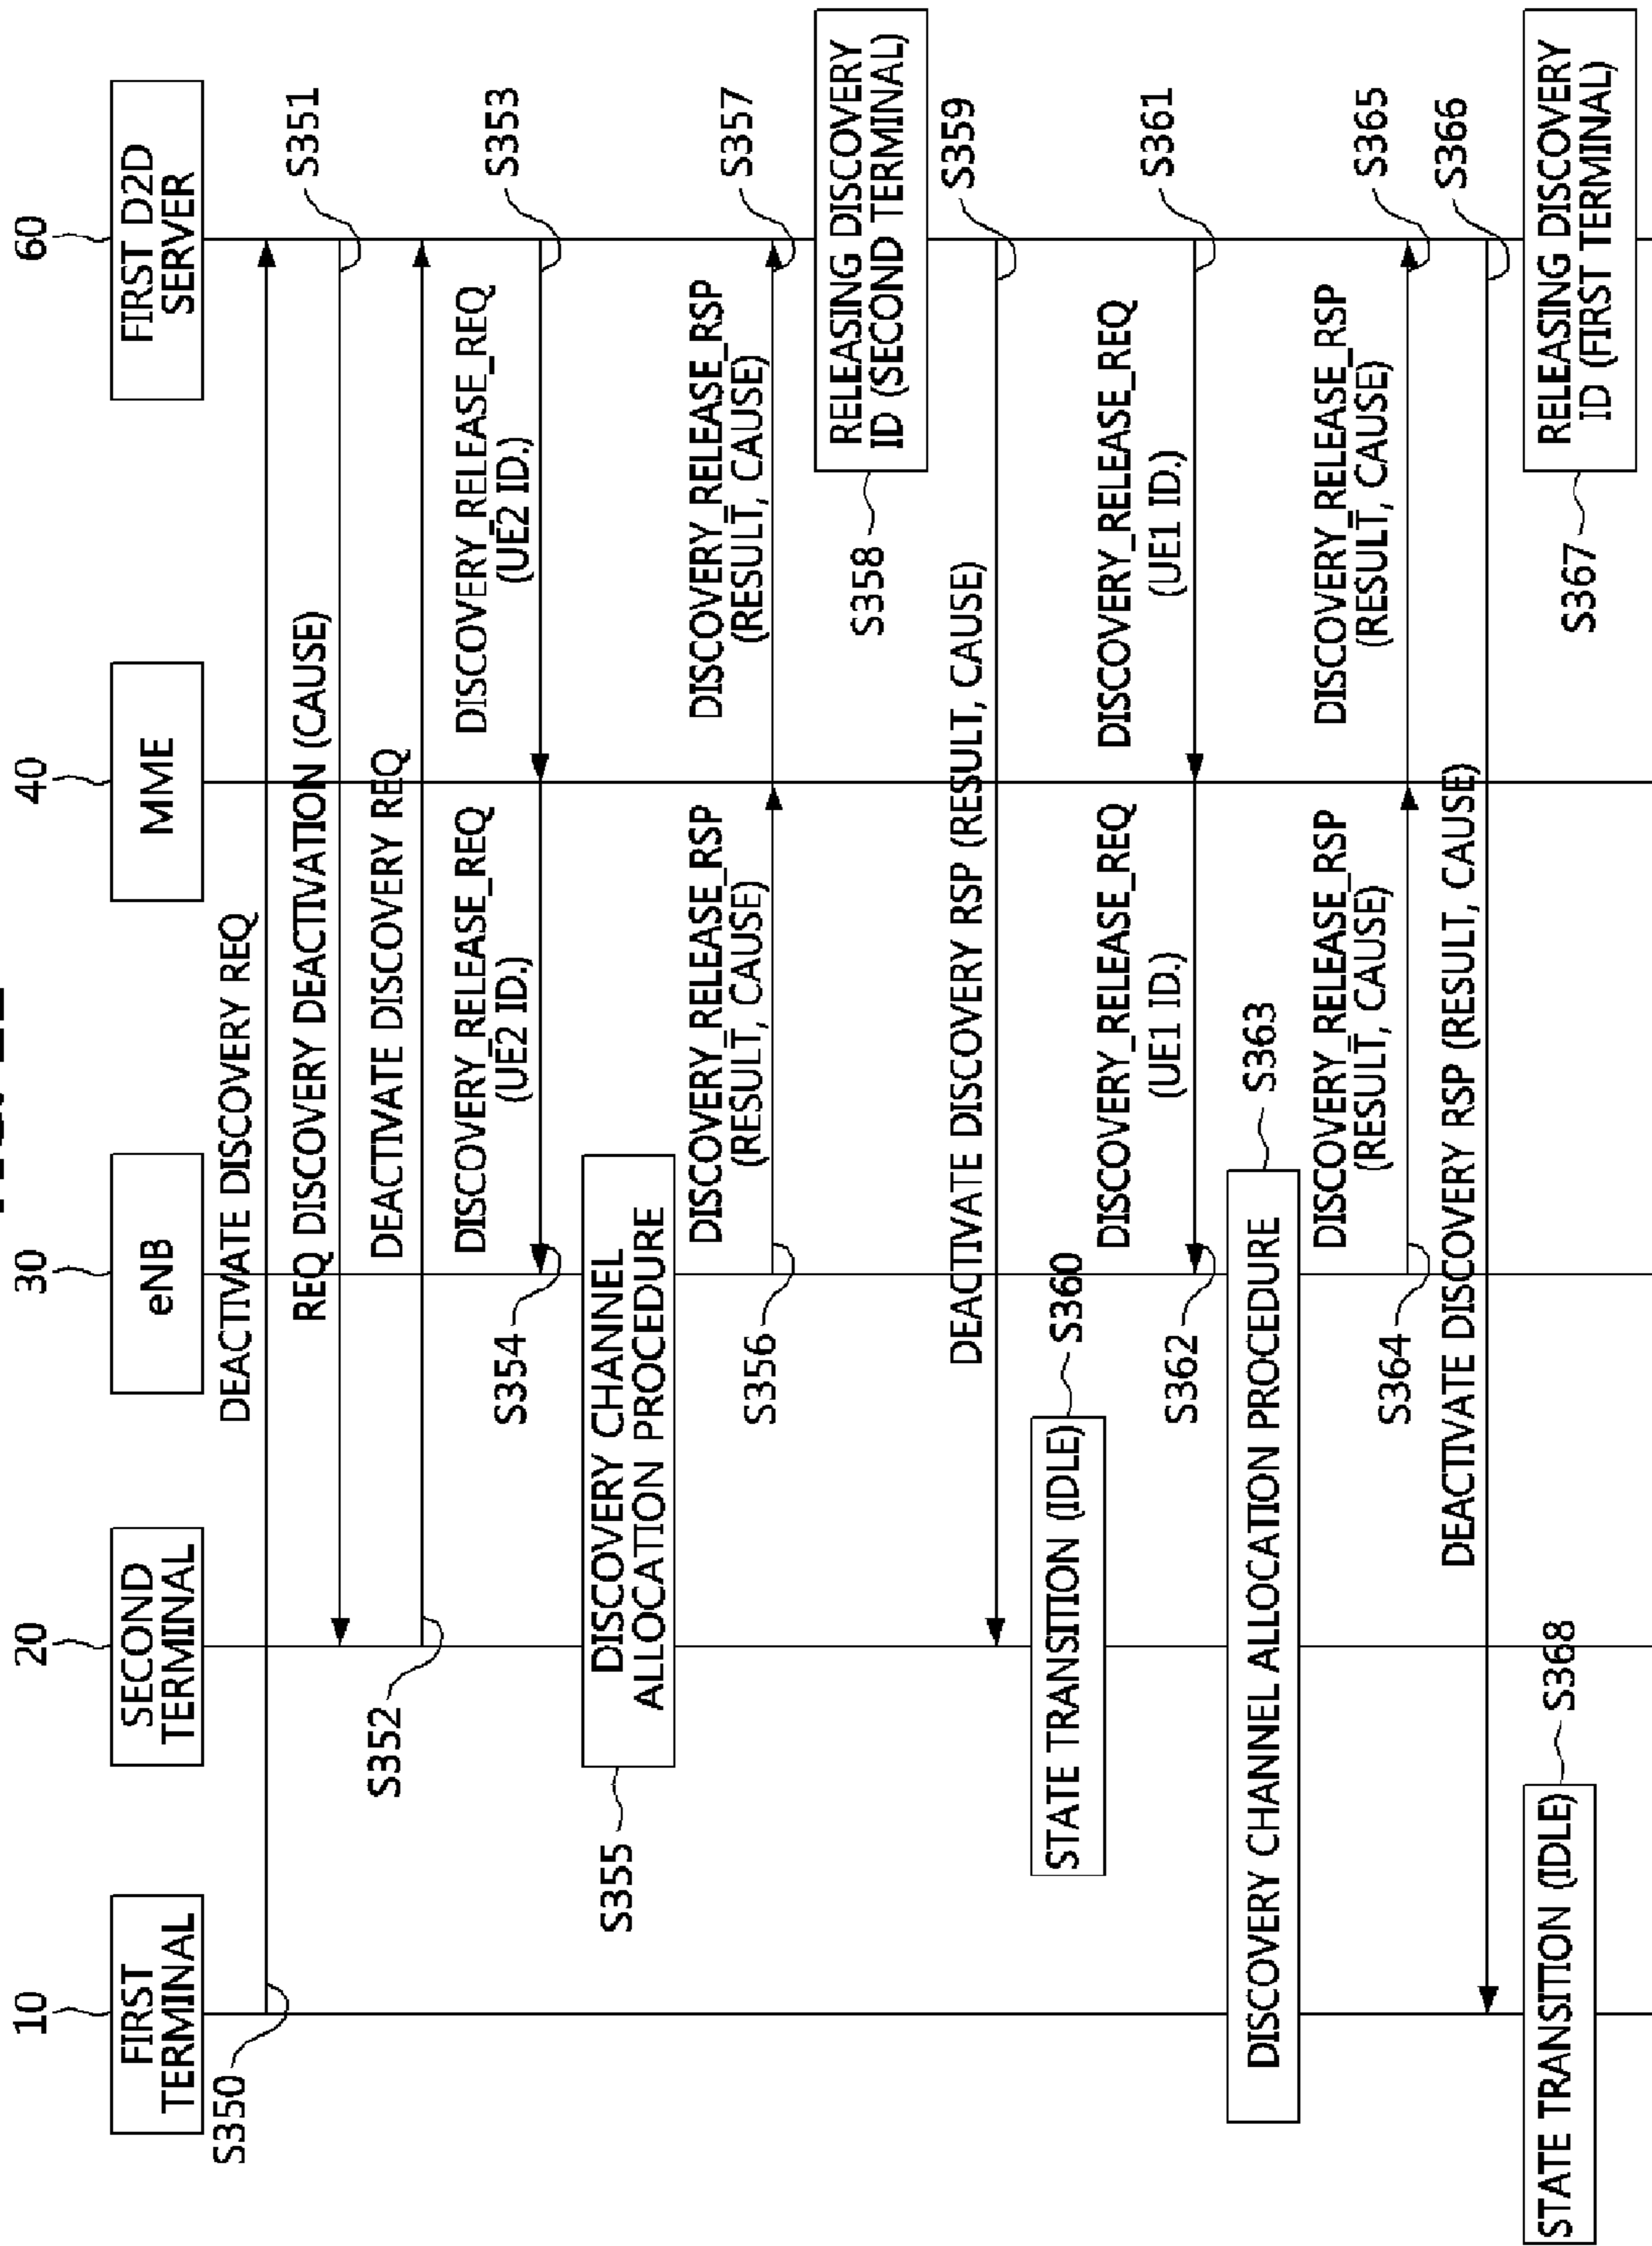 10
20
30
40
60
FIRST
TERMINAL
SECOND
TERMINAL
eNB
MME
FIRST D2D
SERVER
S350
DEACTIVATE DISCOVERY REQ
REQ DISCOVERY DEACTIVATION (CAUSE)
S351
S352
DEACTIVATE DISCOVERY REQ
DISCOVERY_RELEASE_REQ
(UE2 ID.)
S353
S354
DISCOVERY_RELEASE_REQ
(UE2 ID.)
S355
DISCOVERY CHANNEL
ALLOCATION PROCEDURE
S356
DISCOVERY_RELEASE_RSP
(RESULT, CAUSE)
DISCOVERY_RELEASE_RSP
(RESULT, CAUSE)
S357
S358
RELEASING DISCOVERY
ID (SECOND TERMINAL)
DEACTIVATE DISCOVERY RSP (RESULT, CAUSE)
S359
STATE TRANSITION (IDLE)
S360
DISCOVERY_RELEASE_REQ
(UE1 ID.)
S361
S362
DISCOVERY_RELEASE_REQ
(UE1 ID.)
DISCOVERY CHANNEL ALLOCATION PROCEDURE
S363
S364
DISCOVERY_RELEASE_RSP
(RESULT, CAUSE)
DISCOVERY_RELEASE_RSP
(RESULT, CAUSE)
S365
DEACTIVATE DISCOVERY RSP (RESULT, CAUSE)
S366
S367
RELEASING DISCOVERY
ID (FIRST TERMINAL)
STATE TRANSITION (IDLE)
S368